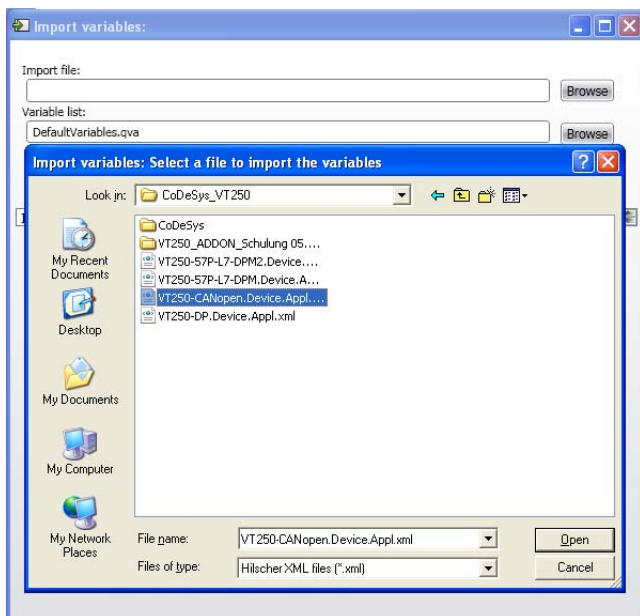 Import variables:
Import file:
Browse
Variable list:
DefaultVariables.qva
Browse
Import variables: Select a file to import the variables
Look in:
CoDeSys_VT250
CoDeSys
VT250_ADDON_Schulung 05....
VT250-57P-L7-DPM2.Device....
VT250-57P-L7-DPM.Device.A...
VT250-CANopen.Device.Appl....
VT250-DP.Device.Appl.xml
My Recent
Documents
Desktop
My Documents
My Computer
My Network
Places
File name:
VT250-CANopen.Device.Appl.xml
Open
Files of type:
Hilscher XML files (*.xml)
Cancel